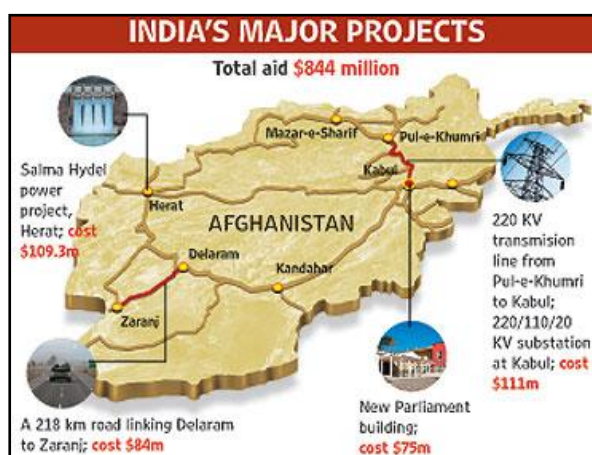 INDIA'S MAJOR PROJECTS
Total aid $844 million
Mazar-e-Sharif
Pul-e-Khumri
Kabul
Salma Hydel
power
project,
Herat; cost
$109.3m
Herat
AFGHANISTAN
Delaram
Kandahar
Zaranj
220 KV
transmision
line from
Pul-e-Khumri
to Kabul;
220/110/20
KV substation
at Kabul; cost
$111m
A 218 km road linking Delaram
to Zaranj; cost $84m
New Parliament
building;
cost $75m